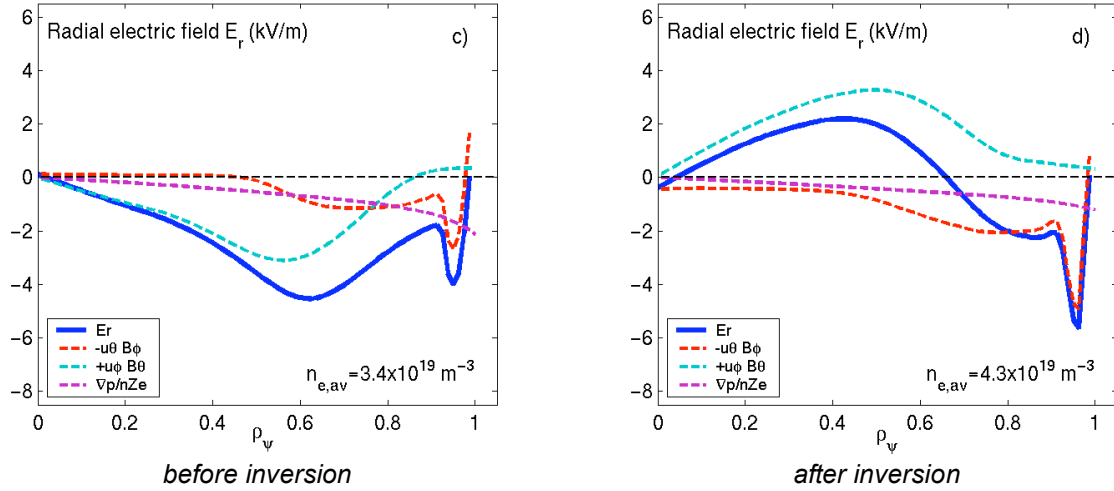 Radial electric field E_r (kV/m) c)
6
4
2
0
−2
−4
−6
−8
Er
-uθ Bϕ
+uϕ Bθ
∇p/nZe
n_e,av=3.4x10^19 m^−3
0 0.2 0.4 0.6 0.8 1
ρ_ψ
before inversion
Radial electric field E_r (kV/m) d)
6
4
2
0
−2
−4
−6
−8
Er
-uθ Bϕ
+uϕ Bθ
∇p/nZe
n_e,av=4.3x10^19 m^−3
0 0.2 0.4 0.6 0.8 1
ρ_ψ
after inversion